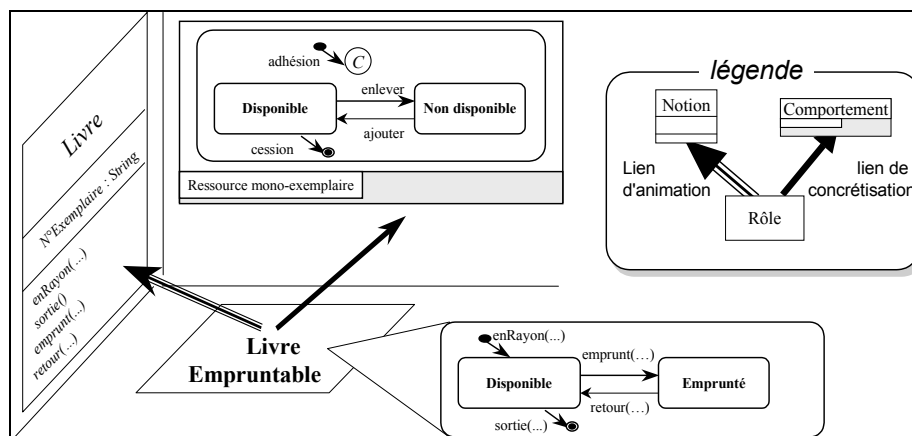 Livre
N°Exemplaire : String
enRayon(...)
sortie()
emprunt(...)
retour(...)
adhésion
C
Disponible
enlever
Non disponible
ajouter
cession
Ressource mono-exemplaire
légende
Notion
Comportement
Lien
d'animation
lien de
concrétisation
Rôle
Livre
Empruntable
enRayon(...)
Disponible
emprunt(…)
Emprunté
retour(…)
sortie(...)